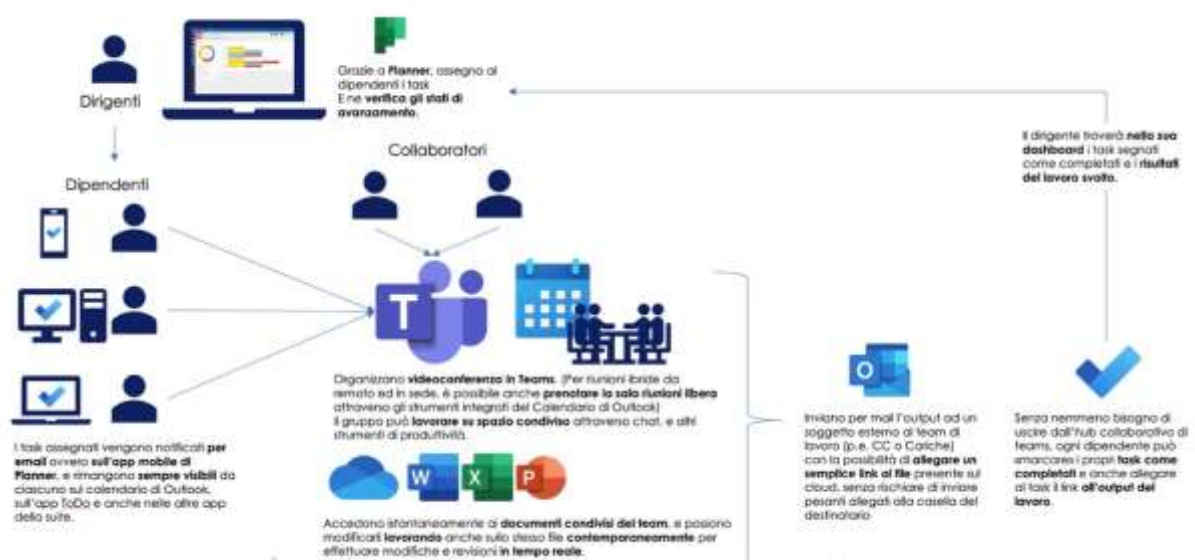 Dirigenti
Grazie a Planner, assegno ai
dipendenti i task
E ne verifica gli stati di
avanzamento.
Il dirigente troverà nella sua
dashboard i task segnati
come completati e i risultati
del lavoro svolto.
Collaboratori
Dipendenti
T
Organizzano videoconferenza in Teams. (Per riunioni ibride da
remoto ed in sede, è possibile anche prenotare la sala riunioni libera
attraverso gli strumenti integrati del Calendario di Outlook)
Il gruppo può lavorare su spazio condiviso attraverso chat, e altri
strumenti di produttività.
I task assegnati vengono notificati per
email ovvero sull'app mobile di
Planner, e rimangono sempre visibili da
ciascuno sul calendario di Outlook,
sull'app ToDo e anche nelle altre app
della suite.
W
X
P
Accedono istantaneamente ai documenti condivisi del team, e possono
modificarli lavorando anche sullo stesso file contemporaneamente per
effettuare modifiche e revisioni in tempo reale.
O
Inviano per mail l'output ad un
soggetto esterno al team di
lavoro (p.e. CC o Cariche)
con la possibilità di allegare un
semplice link al file presente sul
cloud, senza rischiare di inviare
pesanti allegati alla casella del
destinatario
Senza nemmeno bisogno di
uscire dall'hub collaborativo di
teams, ogni dipendente può
smarcare i propri task come
completati e anche allegare
al task il link all'output del
lavoro.